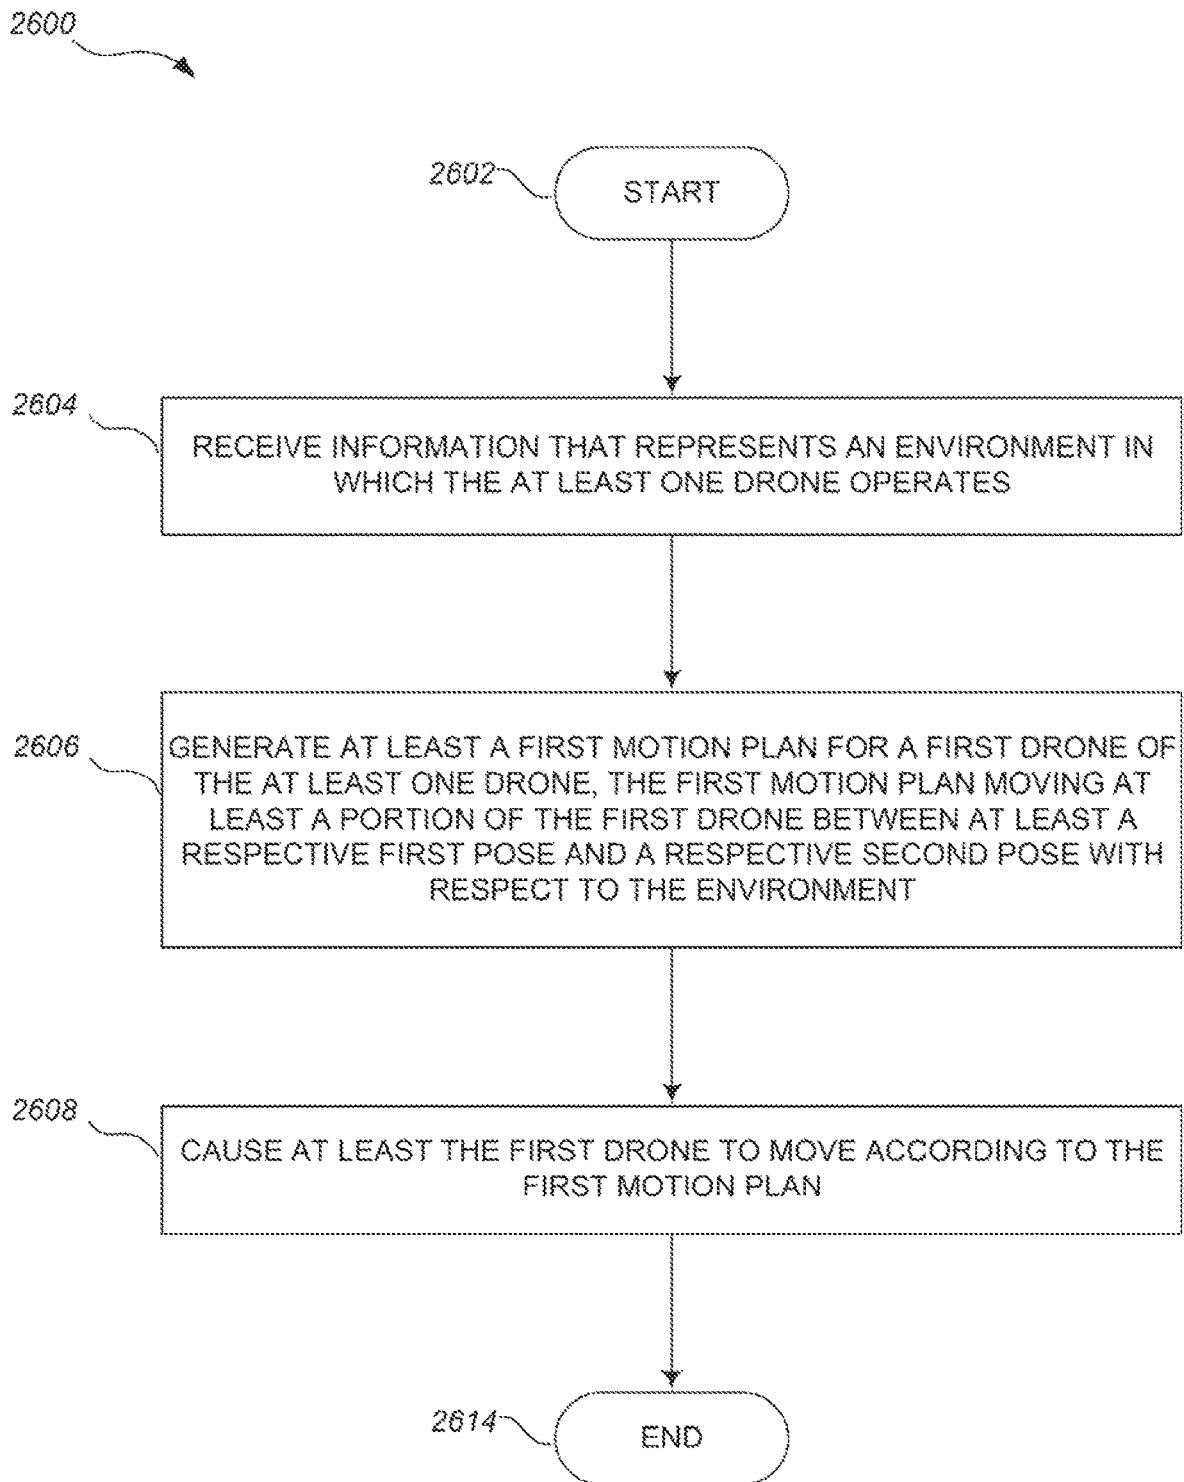 2600
2602
START
2604
RECEIVE INFORMATION THAT REPRESENTS AN ENVIRONMENT IN
WHICH THE AT LEAST ONE DRONE OPERATES
2606
GENERATE AT LEAST A FIRST MOTION PLAN FOR A FIRST DRONE OF
THE AT LEAST ONE DRONE, THE FIRST MOTION PLAN MOVING AT
LEAST A PORTION OF THE FIRST DRONE BETWEEN AT LEAST A
RESPECTIVE FIRST POSE AND A RESPECTIVE SECOND POSE WITH
RESPECT TO THE ENVIRONMENT
2608
CAUSE AT LEAST THE FIRST DRONE TO MOVE ACCORDING TO THE
FIRST MOTION PLAN
2614
END